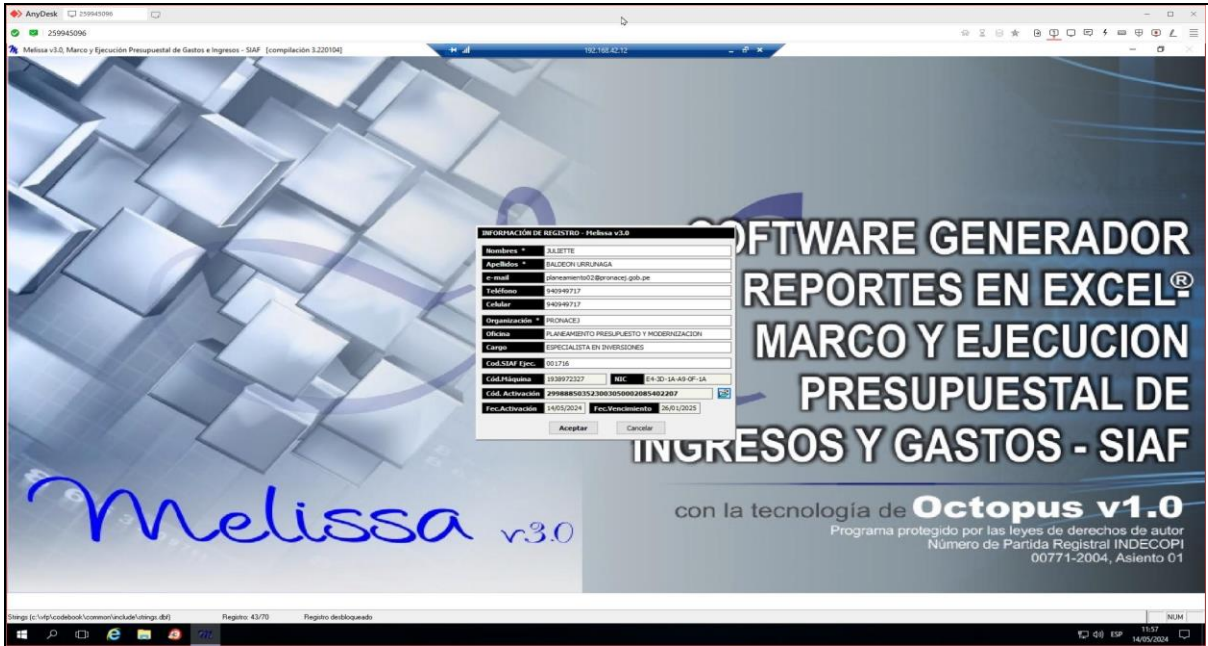 AnyDesk 259945096
259945096
Melissa v3.0, Marco y Ejecución Presupuestal de Gastos e Ingresos - SIAF [compilación 3.220104]
192.168.42.12
SOFTWARE GENERADOR
REPORTES EN EXCEL®
MARCO Y EJECUCION
PRESUPUESTAL DE
INGRESOS Y GASTOS - SIAF
INFORMACIÓN DE REGISTRO - Melissa v3.0
Nombres * JULIETTE
Apellidos * BALDEON URRUNAGA
e-mail planeamiento02@pronacej.gob.pe
Teléfono 940949717
Celular 940949717
Organización * PRONACEJ
Oficina PLANEAMIENTO PRESUPUESTO Y MODERNIZACION
Cargo ESPECIALISTA EN INVERSIONES
Cod.SIAF Ejec. 001716
Cód.Máquina 1938972327 NIC E4-3D-1A-A9-0F-1A
Cód. Activación 299888503523003050002085402207
Fec.Activación 14/05/2024 Fec.Vencimiento 26/01/2025
Aceptar Cancelar
Melissa v3.0
con la tecnología de Octopus v1.0
Programa protegido por las leyes de derechos de autor
Número de Partida Registral INDECOPI
00771-2004, Asiento 01
Strings (c:\vfp\codebook\common\include\strings.dbf) Registro: 43/70 Registro desbloqueado NUM
ESP 11:57
14/05/2024